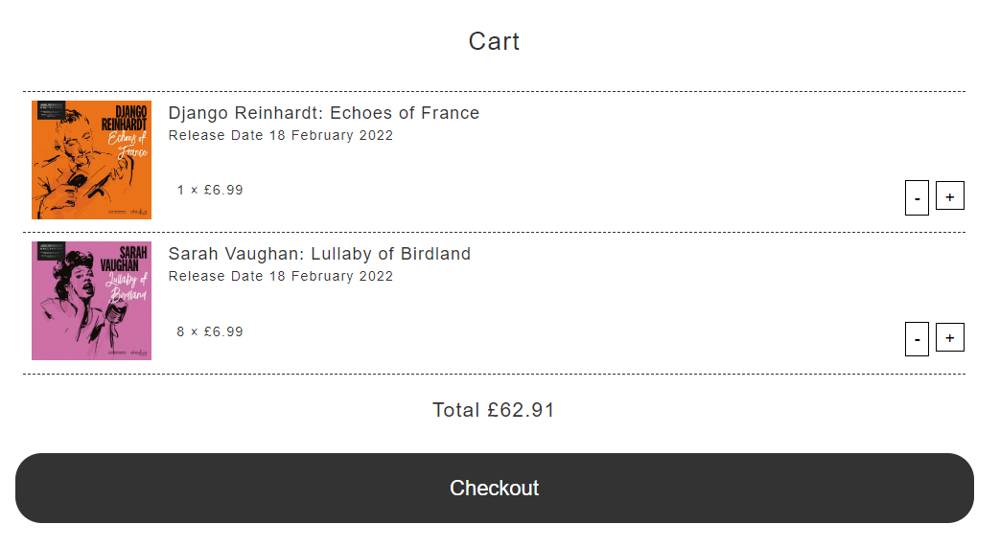 Cart
DJANGO
REINHARDT
Echoes of
France
Django Reinhardt: Echoes of France
Release Date 18 February 2022
1 × £6.99
-
+
SARAH
VAUGHAN
Lullaby of
Birdland
Sarah Vaughan: Lullaby of Birdland
Release Date 18 February 2022
8 × £6.99
-
+
Total £62.91
Checkout